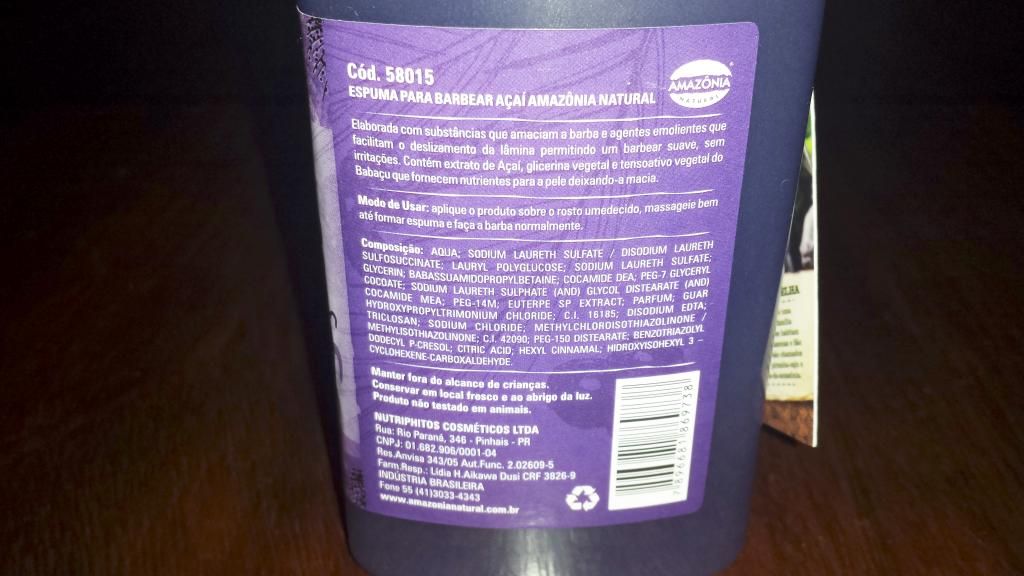 Cód. 58015
ESPUMA PARA BARBEAR AÇAÍ AMAZÔNIA NATURAL
AMAZÔNIA
NATURAL
Elaborada com substâncias que amaciam a barba e agentes emolientes que
facilitam o deslizamento da lâmina permitindo um barbear suave, sem
irritações. Contém extrato de Açaí, glicerina vegetal e tensoativo vegetal do
Babaçu que fornecem nutrientes para a pele deixando-a macia.
Modo de Usar: aplique o produto sobre o rosto umedecido, massageie bem
até formar espuma e faça a barba normalmente.
Composição: AQUA; SODIUM LAURETH SULFATE / DISODIUM LAURETH
SULFOSUCCINATE; LAURYL POLYGLUCOSE; SODIUM LAURETH SULFATE;
GLYCERIN; BABASSUAMIDOPROPYLBETAINE; COCAMIDE DEA; PEG-7 GLYCERYL
COCOATE; SODIUM LAURETH SULPHATE (AND) GLYCOL DISTEARATE (AND)
COCAMIDE MEA; PEG-14M; EUTERPE SP EXTRACT; PARFUM; GUAR
HYDROXYPROPYLTRIMONIUM CHLORIDE; C.I. 16185; DISODIUM EDTA;
TRICLOSAN; SODIUM CHLORIDE; METHYLCHLOROISOTHIAZOLINONE /
METHYLISOTHIAZOLINONE; C.I. 42090; PEG-150 DISTEARATE; BENZOTRIAZOLYL
DODECYL P-CRESOL; CITRIC ACID; HEXYL CINNAMAL; HIDROXYISOHEXYL 3 –
CYCLOHEXENE-CARBOXALDEHYDE.
Manter fora do alcance de crianças.
Conservar em local fresco e ao abrigo da luz.
Produto não testado em animais.
NUTRIPHITOS COSMÉTICOS LTDA
Rua: Rio Paraná, 346 - Pinhais - PR
CNPJ: 01.682.906/0001-04
Res.Anvisa 343/05 Aut.Func. 2.02609-5
Farm.Resp.: Lídia H.Aikawa Dusi CRF 3826-9
INDÚSTRIA BRASILEIRA
Fone 55 (41)3033-4343
www.amazonianatural.com.br
7 876681 869738
ELHA